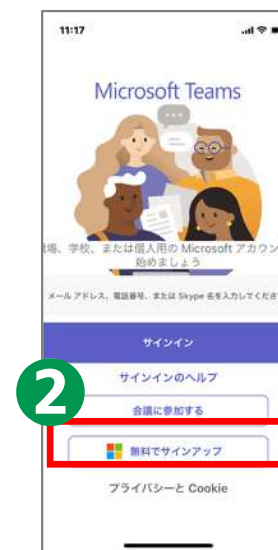 11:17
Microsoft Teams
場、学校、または個人用の Microsoft アカウン
始めましょう
メール アドレス、電話番号、または Skype 名を入力してくださ
サインイン
サインインのヘルプ
2
会議に参加する
無料でサインアップ
プライバシーと Cookie